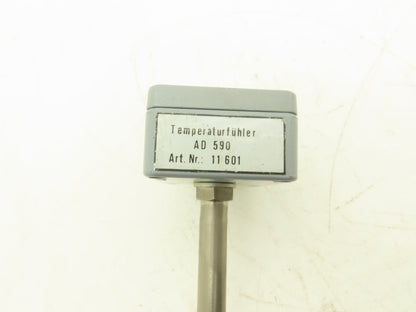 Temperaturfühler
AD 590
Art. Nr.: 11 601